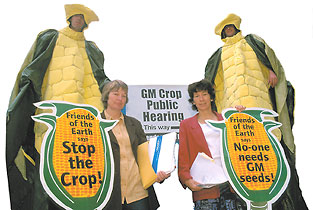 GM Crop
Public
Hearing
This way
Friends of
the Earth
says
Stop
the
Crop!
Friends of
the Earth
says
No-one
needs
GM
seeds!